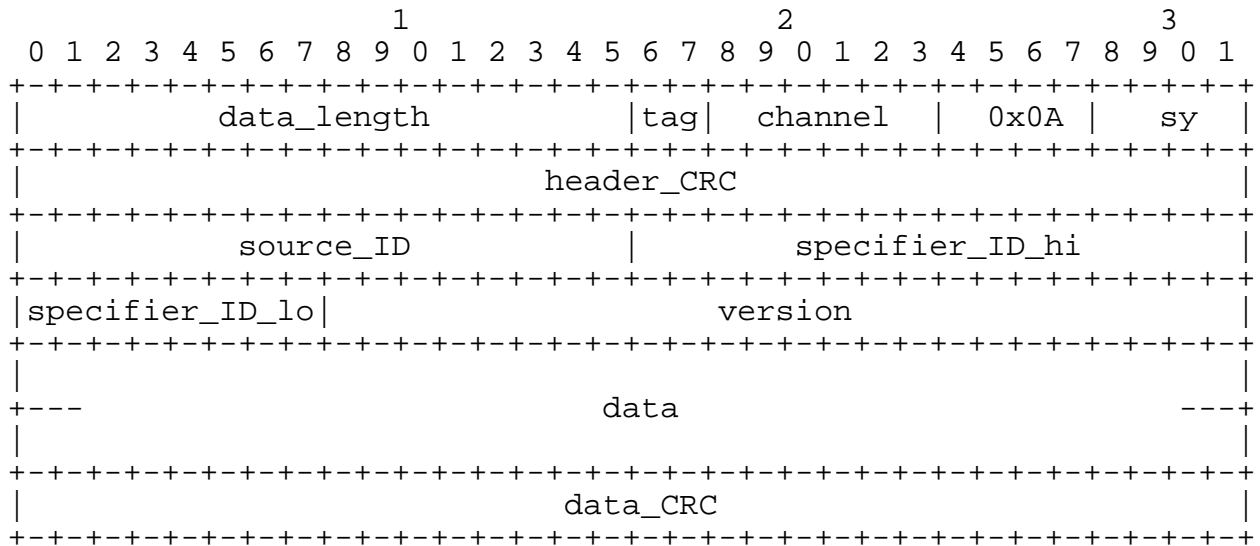 1                   2                   3
 0 1 2 3 4 5 6 7 8 9 0 1 2 3 4 5 6 7 8 9 0 1 2 3 4 5 6 7 8 9 0 1
+-+-+-+-+-+-+-+-+-+-+-+-+-+-+-+-+-+-+-+-+-+-+-+-+-+-+-+-+-+-+-+-+
|          data_length          |tag|  channel  |  0x0A |   sy  |
+-+-+-+-+-+-+-+-+-+-+-+-+-+-+-+-+-+-+-+-+-+-+-+-+-+-+-+-+-+-+-+-+
|                           header_CRC                          |
+-+-+-+-+-+-+-+-+-+-+-+-+-+-+-+-+-+-+-+-+-+-+-+-+-+-+-+-+-+-+-+-+
|           source_ID           |        specifier_ID_hi        |
+-+-+-+-+-+-+-+-+-+-+-+-+-+-+-+-+-+-+-+-+-+-+-+-+-+-+-+-+-+-+-+-+
|specifier_ID_lo|                    version                    |
+-+-+-+-+-+-+-+-+-+-+-+-+-+-+-+-+-+-+-+-+-+-+-+-+-+-+-+-+-+-+-+-+
|                                                               |
+---                           data                          ---+
|                                                               |
+-+-+-+-+-+-+-+-+-+-+-+-+-+-+-+-+-+-+-+-+-+-+-+-+-+-+-+-+-+-+-+-+
|                            data_CRC                           |
+-+-+-+-+-+-+-+-+-+-+-+-+-+-+-+-+-+-+-+-+-+-+-+-+-+-+-+-+-+-+-+-+